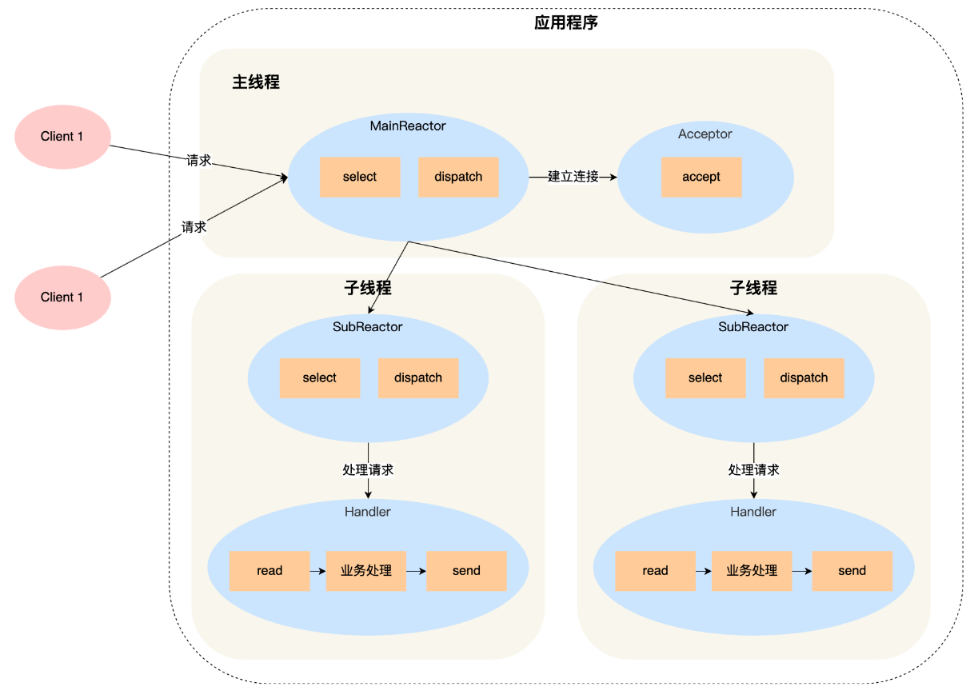 应用程序
主线程
MainReactor
select
dispatch
建立连接
Acceptor
accept
Client 1
请求
请求
Client 1
子线程
SubReactor
select
dispatch
处理请求
Handler
read
业务处理
send
子线程
SubReactor
select
dispatch
处理请求
Handler
read
业务处理
send